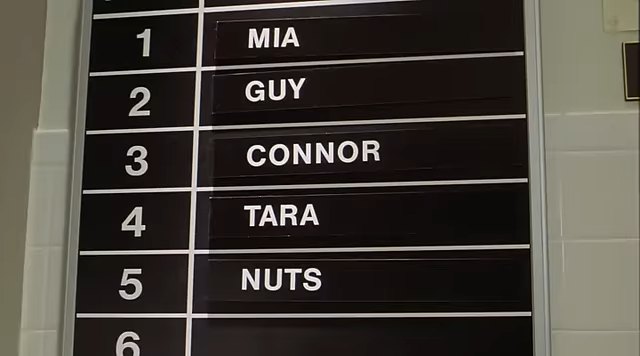 1 MIA
2 GUY
3 CONNOR
4 TARA
5 NUTS
6